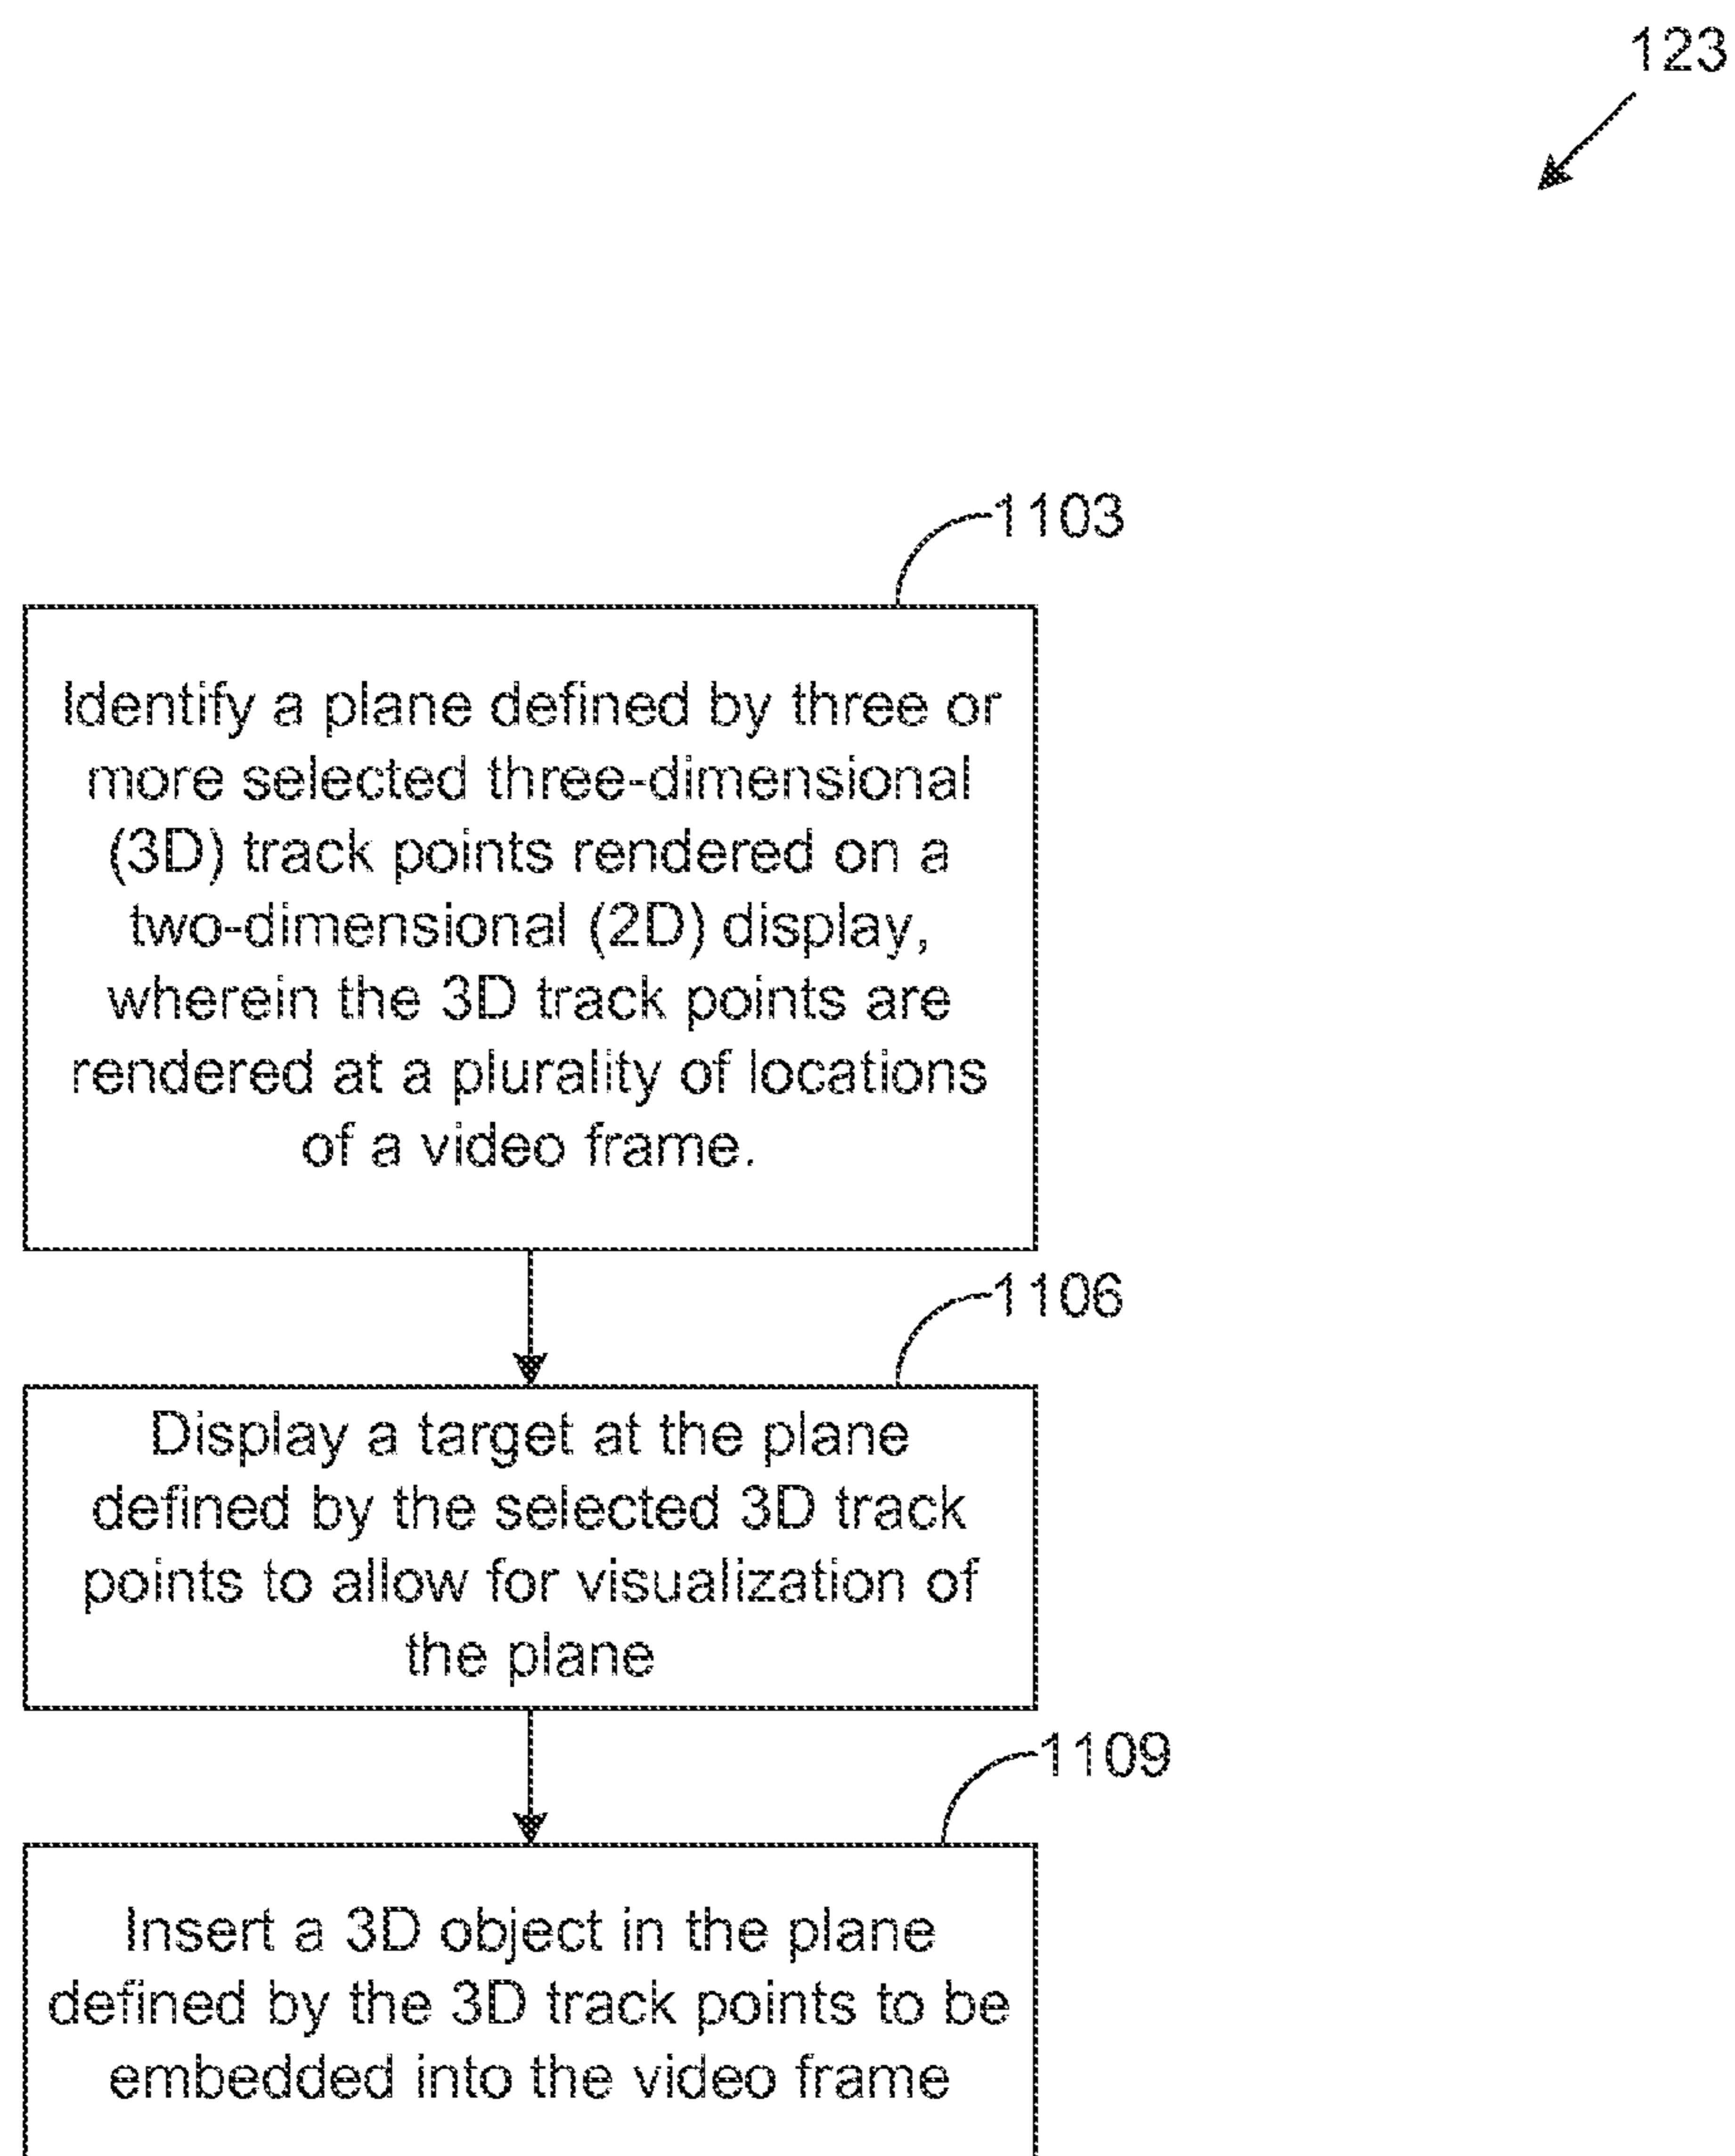 123
1103
Identify a plane defined by three or
more selected three-dimensional
(3D) track points rendered on a
two-dimensional (2D) display,
wherein the 3D track points are
rendered at a plurality of locations
of a video frame.
1106
Display a target at the plane
defined by the selected 3D track
points to allow for visualization of
the plane
1109
Insert a 3D object in the plane
defined by the 3D track points to be
embedded into the video frame